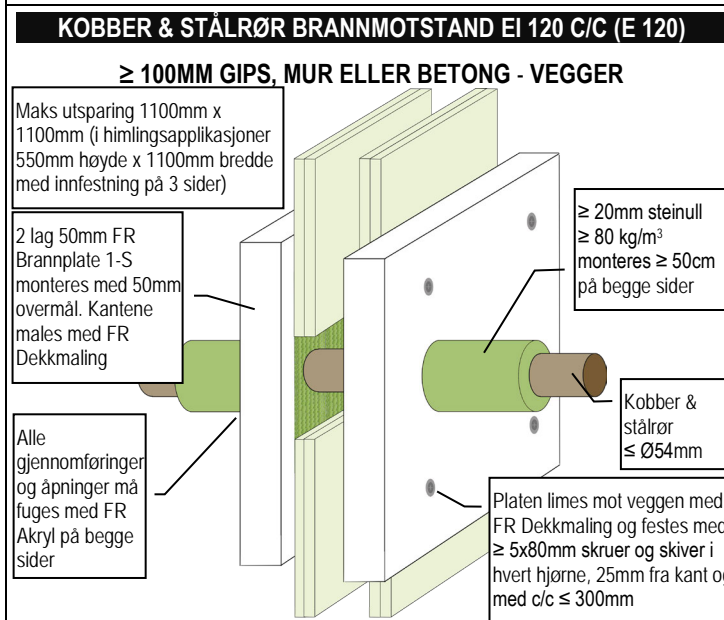 KOBBER & STÅLRØR BRANNMOTSTAND EI 120 C/C (E 120)
≥ 100MM GIPS, MUR ELLER BETONG - VEGGER
Maks utsparing 1100mm x
1100mm (i himlingsapplikasjoner
550mm høyde x 1100mm bredde
med innfestning på 3 sider)
2 lag 50mm FR
Brannplate 1-S
monteres med 50mm
overmål. Kantene
males med FR
Dekkmaling
Alle
gjennomføringer
og åpninger må
fuges med FR
Akryl på begge
sider
≥ 20mm steinull
≥ 80 kg/m³
monteres ≥ 50cm
på begge sider
Kobber &
stålrør
≤ Ø54mm
Platen limes mot veggen med
FR Dekkmaling og festes med
≥ 5x80mm skruer og skiver i
hvert hjørne, 25mm fra kant og
med c/c ≤ 300mm